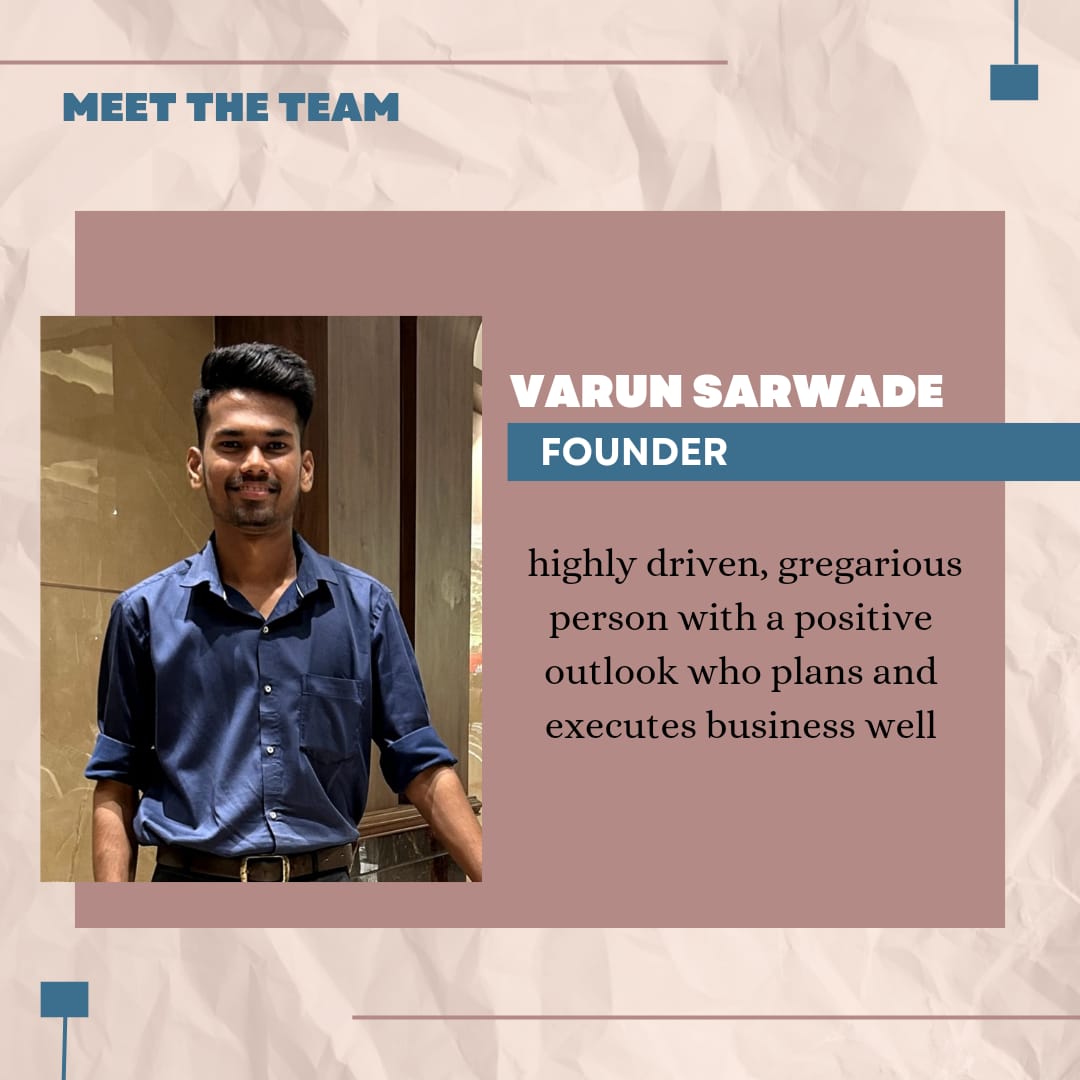 MEET THE TEAM
VARUN SARWADE
FOUNDER
highly driven, gregarious
person with a positive
outlook who plans and
executes business well